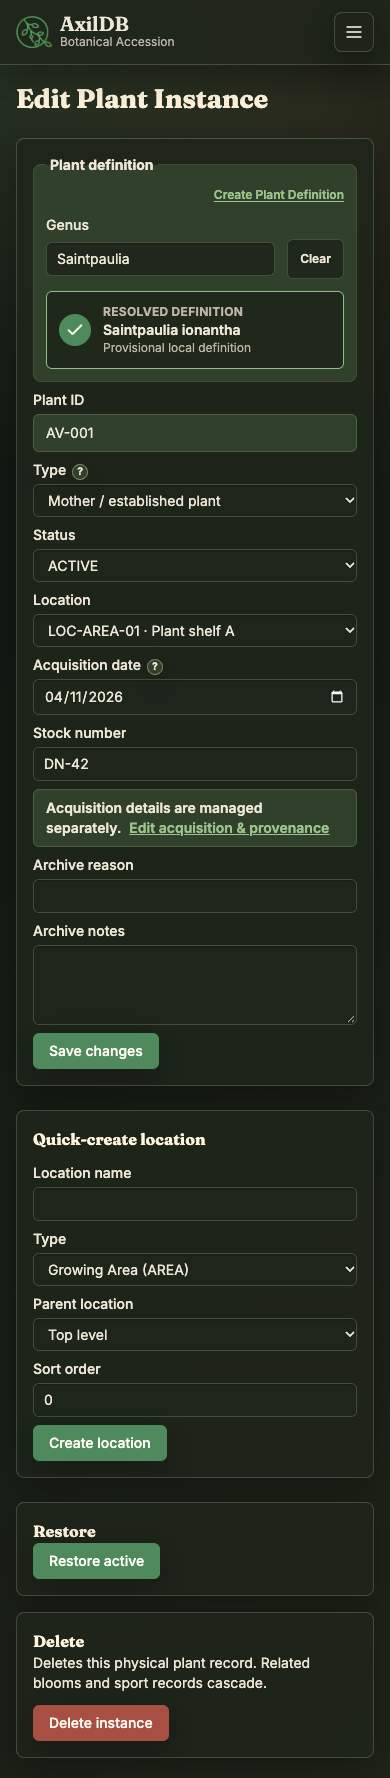 AxilDB
Botanical Accession
Edit Plant Instance
Plant definition
Create Plant Definition
Genus
Saintpaulia
Clear
RESOLVED DEFINITION
Saintpaulia ionantha
Provisional local definition
Plant ID
AV-001
Type ?
Mother / established plant
Status
ACTIVE
Location
LOC-AREA-01 · Plant shelf A
Acquisition date ?
04/11/2026
Stock number
DN-42
Acquisition details are managed
separately. Edit acquisition & provenance
Archive reason
Archive notes
Save changes
Quick-create location
Location name
Type
Growing Area (AREA)
Parent location
Top level
Sort order
0
Create location
Restore
Restore active
Delete
Deletes this physical plant record. Related
blooms and sport records cascade.
Delete instance